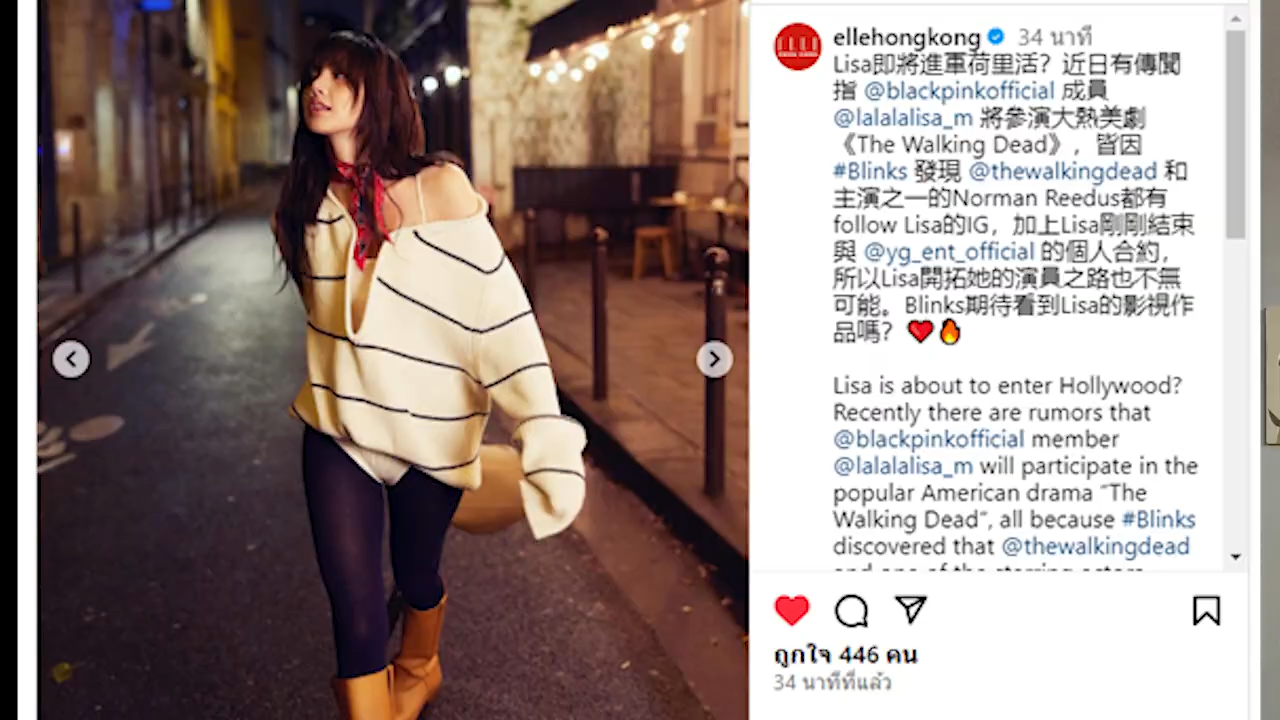 ellehongkong 34 นาที
Lisa即將進軍荷里活？近日有傳聞
指 @blackpinkofficial 成員
@lalalalisa_m 將參演大熱美劇
《The Walking Dead》，皆因
#Blinks 發現 @thewalkingdead 和
主演之一的Norman Reedus都有
follow Lisa的IG，加上Lisa剛剛結束
與 @yg_ent_official 的個人合約，
所以Lisa開拓她的演員之路也不無
可能。Blinks期待看到Lisa的影視作
品嗎？ ❤️🔥
Lisa is about to enter Hollywood?
Recently there are rumors that
@blackpinkofficial member
@lalalalisa_m will participate in the
popular American drama “The
Walking Dead”, all because #Blinks
discovered that @thewalkingdead
and one of the starring actors
ถูกใจ 446 คน
34 นาทีที่แล้ว